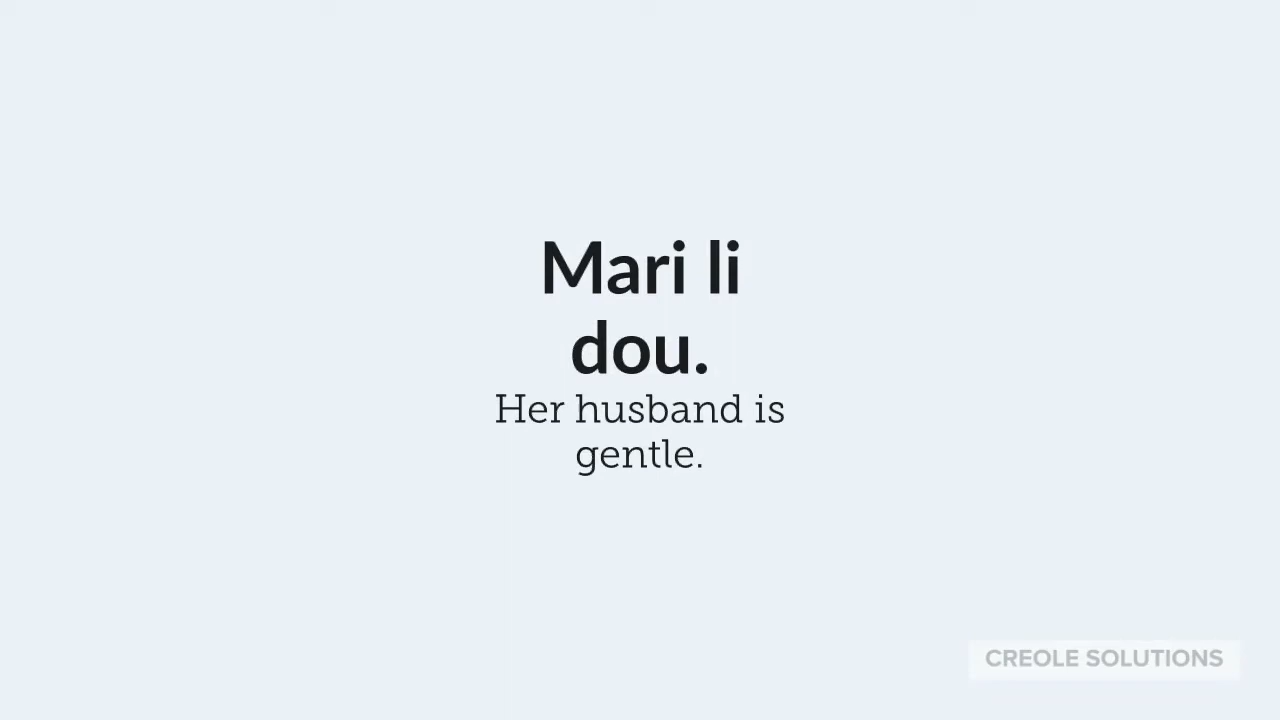 Mari li
dou.
Her husband is
gentle.
CREOLE SOLUTIONS